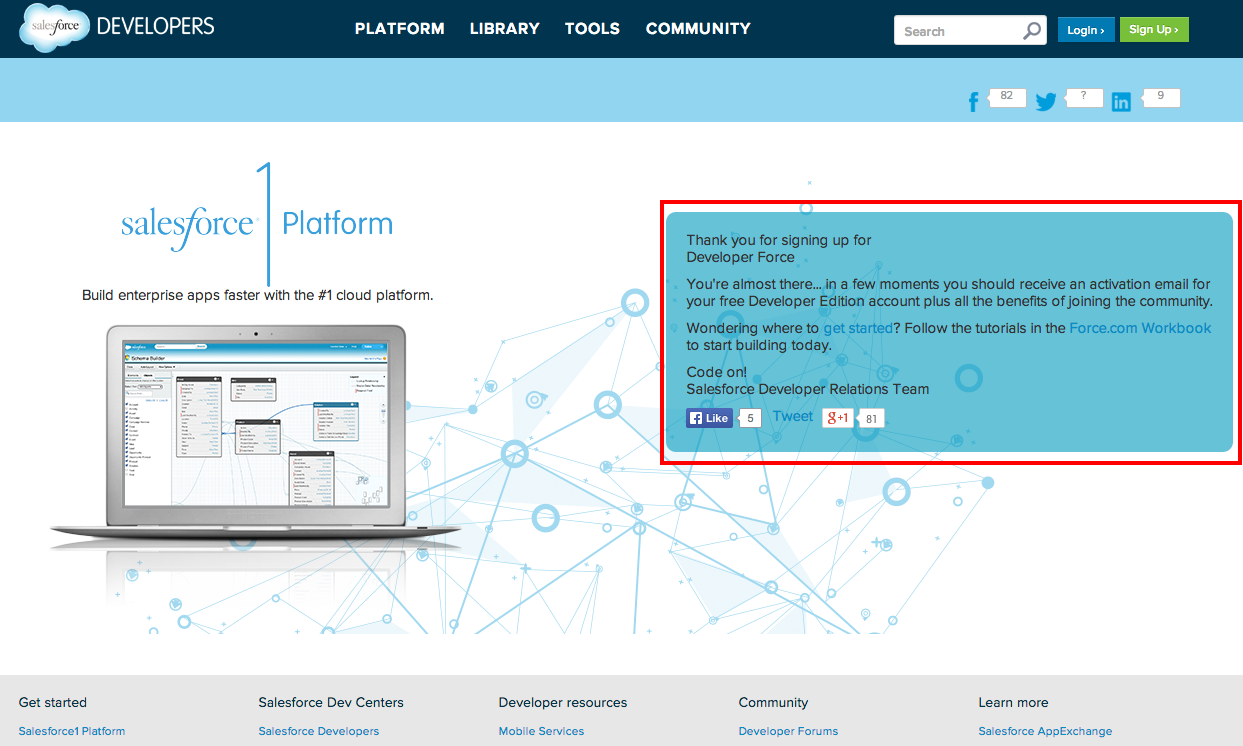 salesforce DEVELOPERS
PLATFORM LIBRARY TOOLS COMMUNITY
Search
Login ›
Sign Up ›
82
?
9
salesforce 1 Platform
Build enterprise apps faster with the #1 cloud platform.
Schema Builder
Thank you for signing up for
Developer Force
You're almost there... in a few moments you should receive an activation email for
your free Developer Edition account plus all the benefits of joining the community.
Wondering where to get started? Follow the tutorials in the Force.com Workbook
to start building today.
Code on!
Salesforce Developer Relations Team
Like 5 Tweet g+1 81
Get started
Salesforce Dev Centers
Developer resources
Community
Learn more
Salesforce1 Platform
Salesforce Developers
Mobile Services
Developer Forums
Salesforce AppExchange